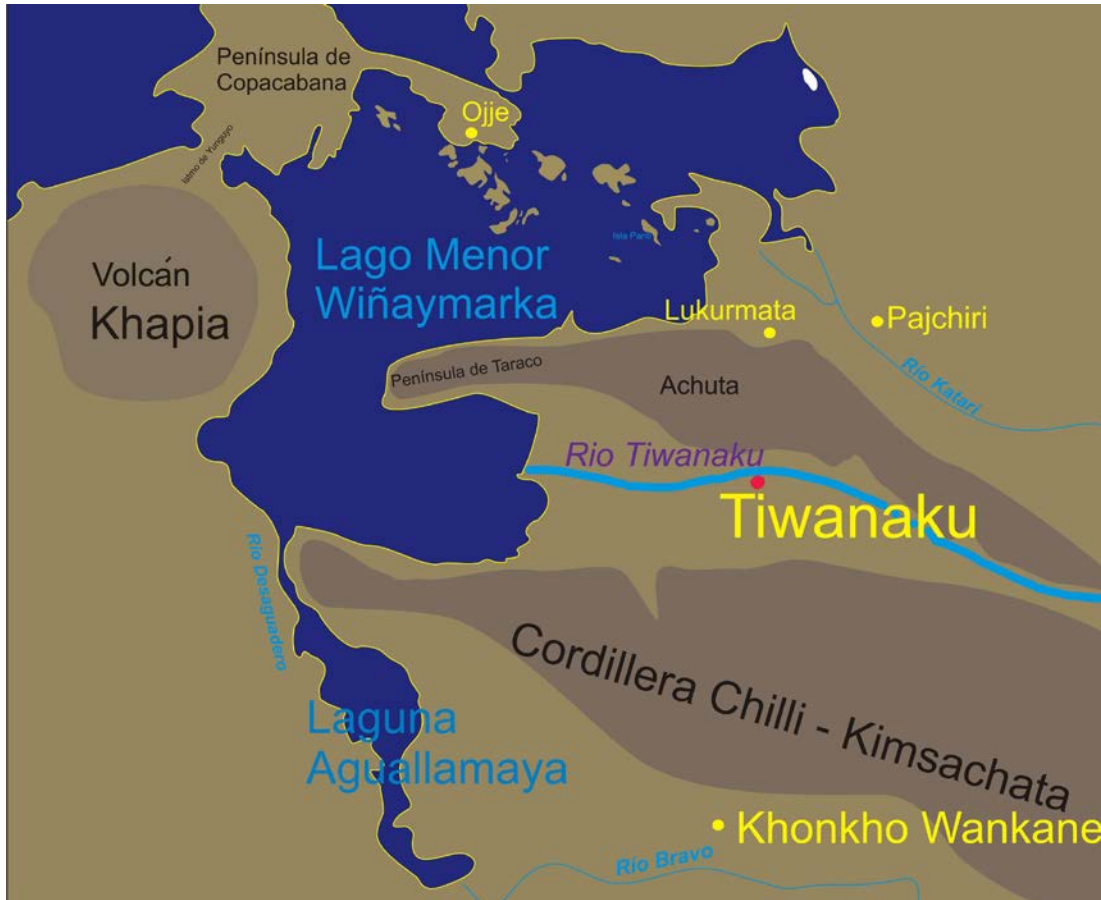 Península de
Copacabana
Ojje
Istmo de Yunguyo
Volcán
Khapia
Lago Menor
Wiñaymarka
Isla Pariti
Lukurmata
Pajchiri
Península de Taraco
Achuta
Río Katari
Rio Tiwanaku
Tiwanaku
Río Desaguadero
Cordillera Chilli - Kimsachata
Laguna
Aguallamaya
Khonkho Wankane
Río Bravo